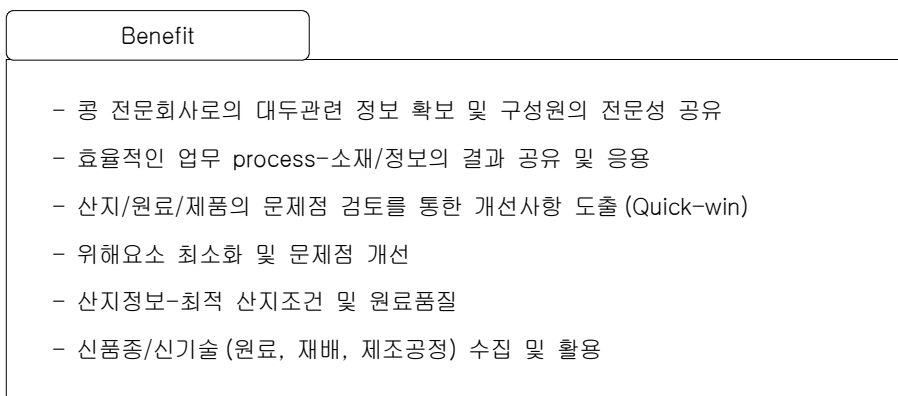 Benefit
- 콩 전문회사로의 대두관련 정보 확보 및 구성원의 전문성 공유
- 효율적인 업무 process-소재/정보의 결과 공유 및 응용
- 산지/원료/제품의 문제점 검토를 통한 개선사항 도출(Quick-win)
- 위해요소 최소화 및 문제점 개선
- 산지정보-최적 산지조건 및 원료품질
- 신품종/신기술(원료, 재배, 제조공정) 수집 및 활용